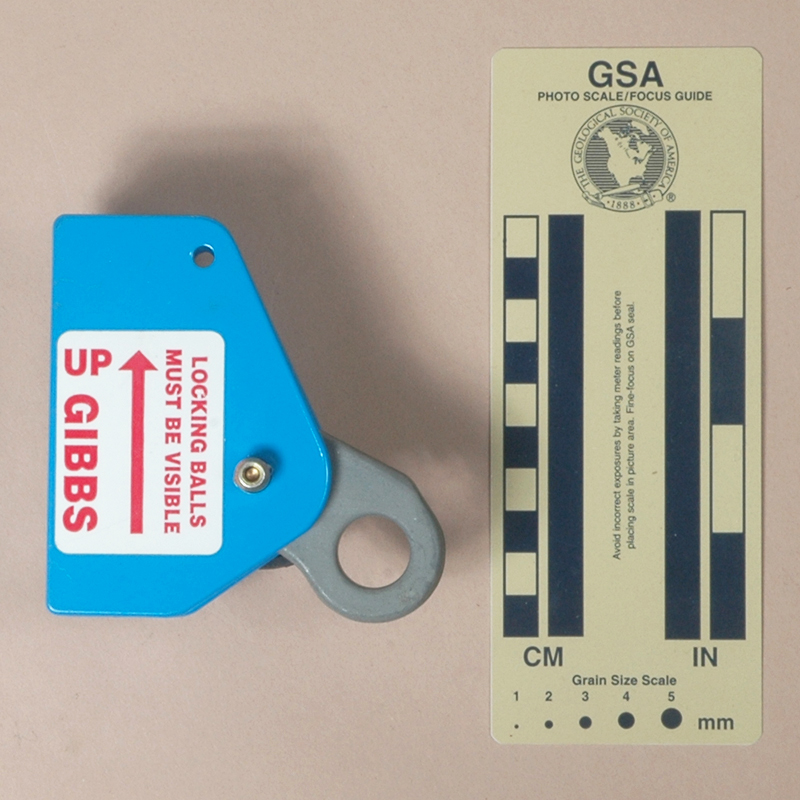 UP
GIBBS
LOCKING BALLS
MUST BE VISIBLE
GSA
PHOTO SCALE/FOCUS GUIDE
THE GEOLOGICAL SOCIETY OF AMERICA
·1888·
®
Avoid incorrect exposures by taking meter readings before
placing scale in picture area. Fine-focus on GSA seal.
CM
IN
Grain Size Scale
1 2 3 4 5
mm